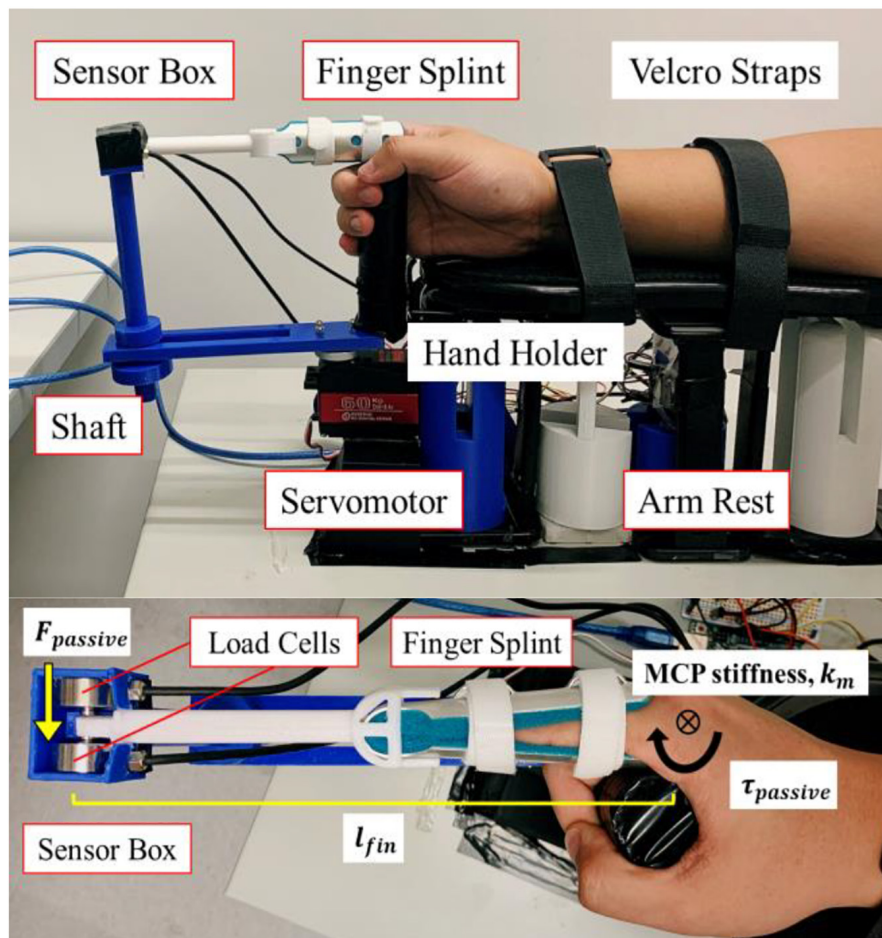 Sensor Box
Finger Splint
Velcro Straps
Hand Holder
60
Shaft
Servomotor
Arm Rest
F_passive
Load Cells
Finger Splint
MCP stiffness, k_m
τ_passive
l_fin
Sensor Box